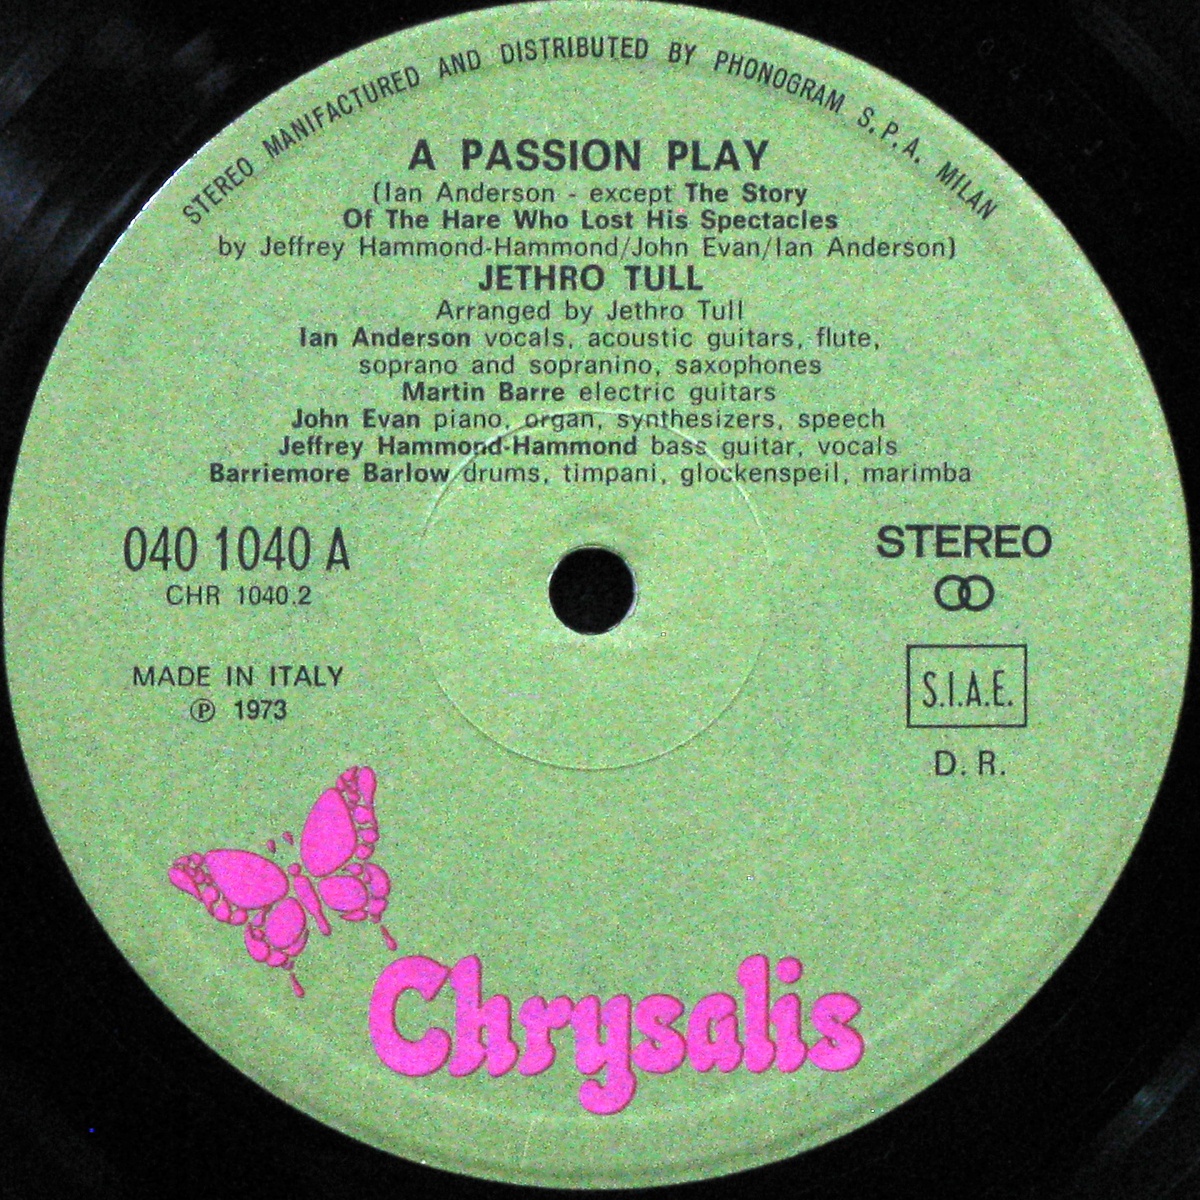 STEREO MANIFACTURED AND DISTRIBUTED BY PHONOGRAM S.P.A. MILAN
A PASSION PLAY
(Ian Anderson - except The Story
Of The Hare Who Lost His Spectacles
by Jeffrey Hammond-Hammond/John Evan/Ian Anderson)
JETHRO TULL
Arranged by Jethro Tull
Ian Anderson vocals, acoustic guitars, flute,
soprano and sopranino, saxophones
Martin Barre electric guitars
John Evan piano, organ, synthesizers, speech
Jeffrey Hammond-Hammond bass guitar, vocals
Barriemore Barlow drums, timpani, glockenspeil, marimba
040 1040 A
CHR 1040.2
MADE IN ITALY
℗ 1973
STEREO
S.I.A.E.
D. R.
Chrysalis